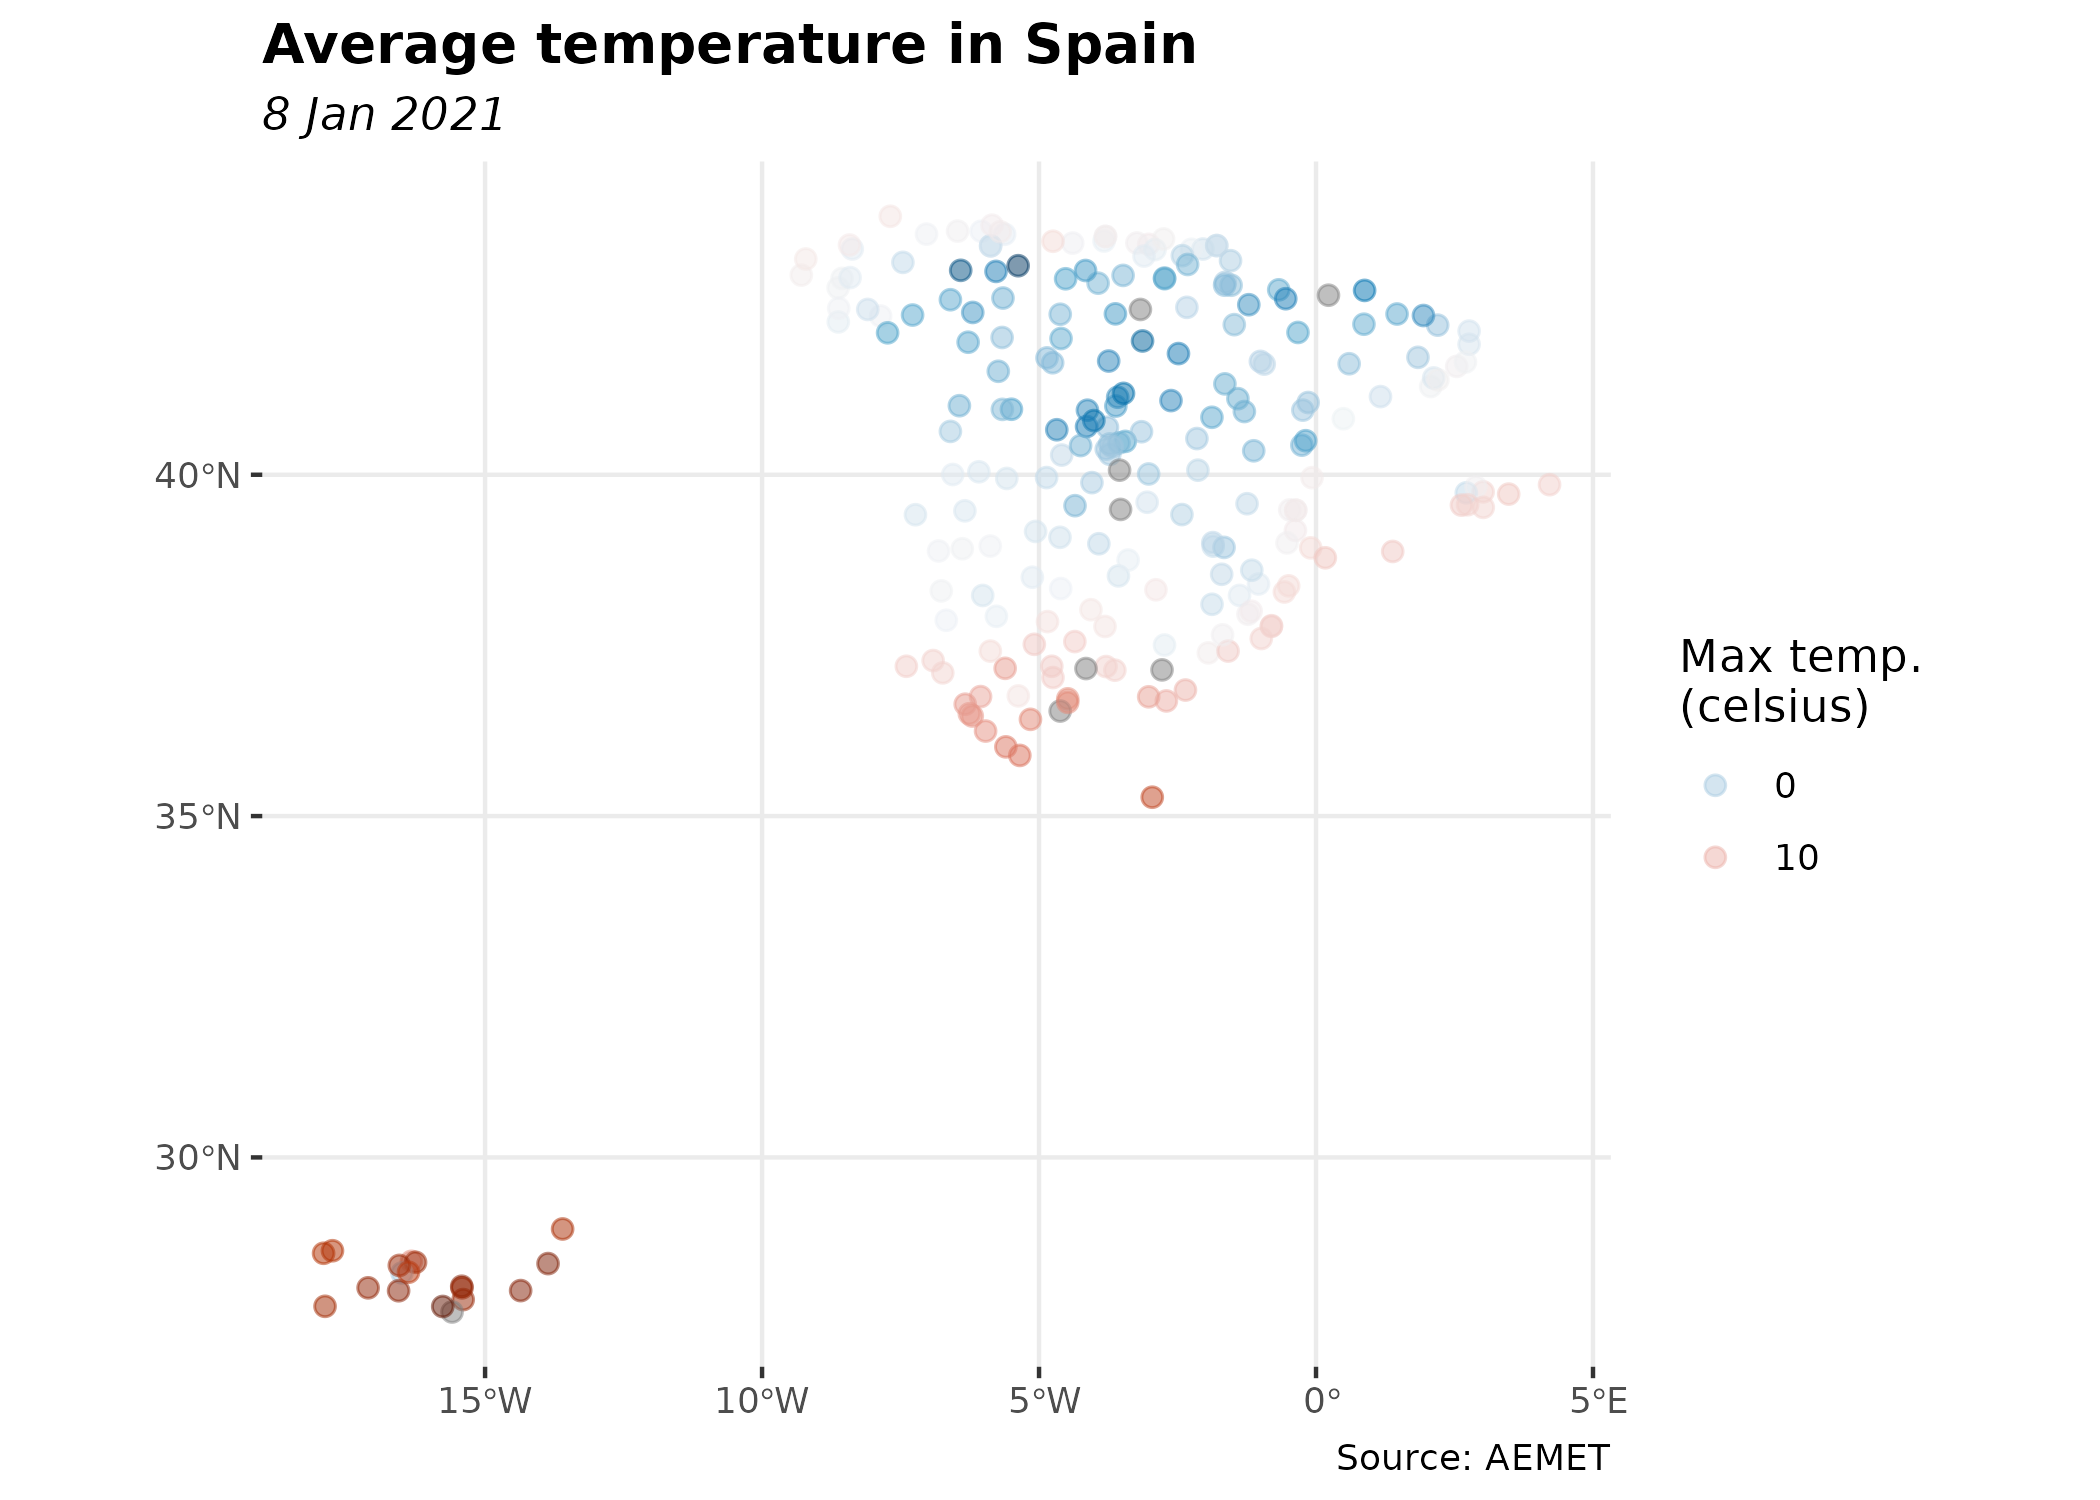 Average temperature in Spain
8 Jan 2021
40°N
35°N
30°N
15°W 10°W 5°W 0° 5°E
Max temp.
(celsius)
0
10
Source: AEMET